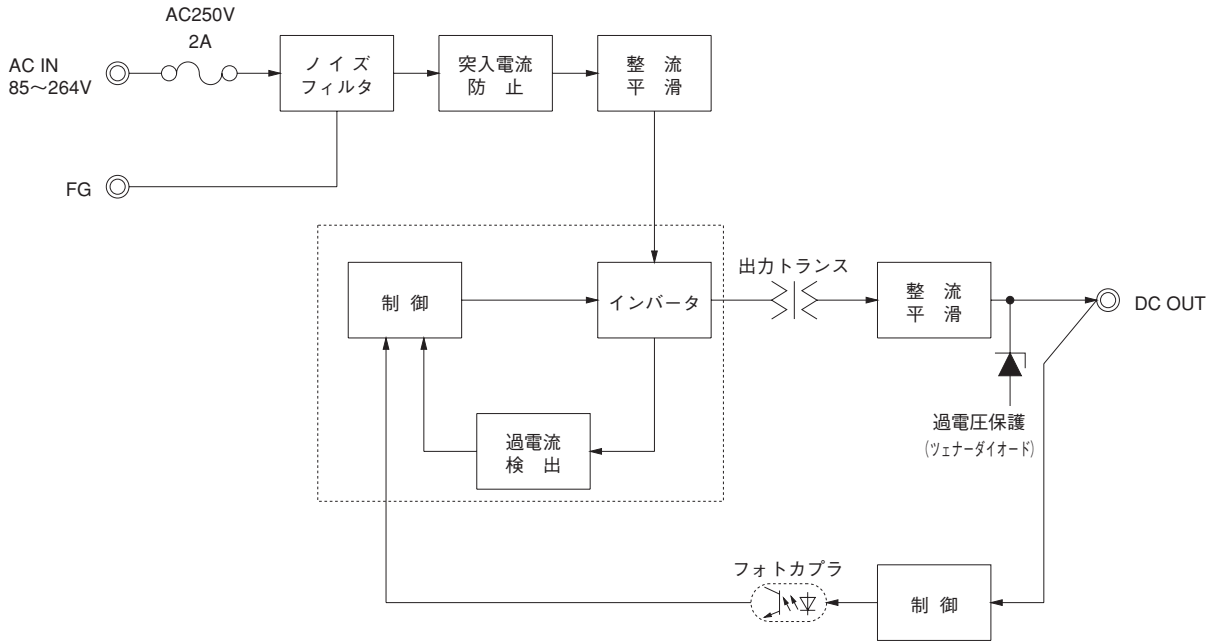 AC250V
2A
AC IN
85～264V
ノイズ
フィルタ
突入電流
防 止
整 流
平 滑
FG
制 御
インバータ
出力トランス
整 流
平 滑
DC OUT
過電流
検 出
過電圧保護
(ツェナーダイオード)
フォトカプラ
制 御